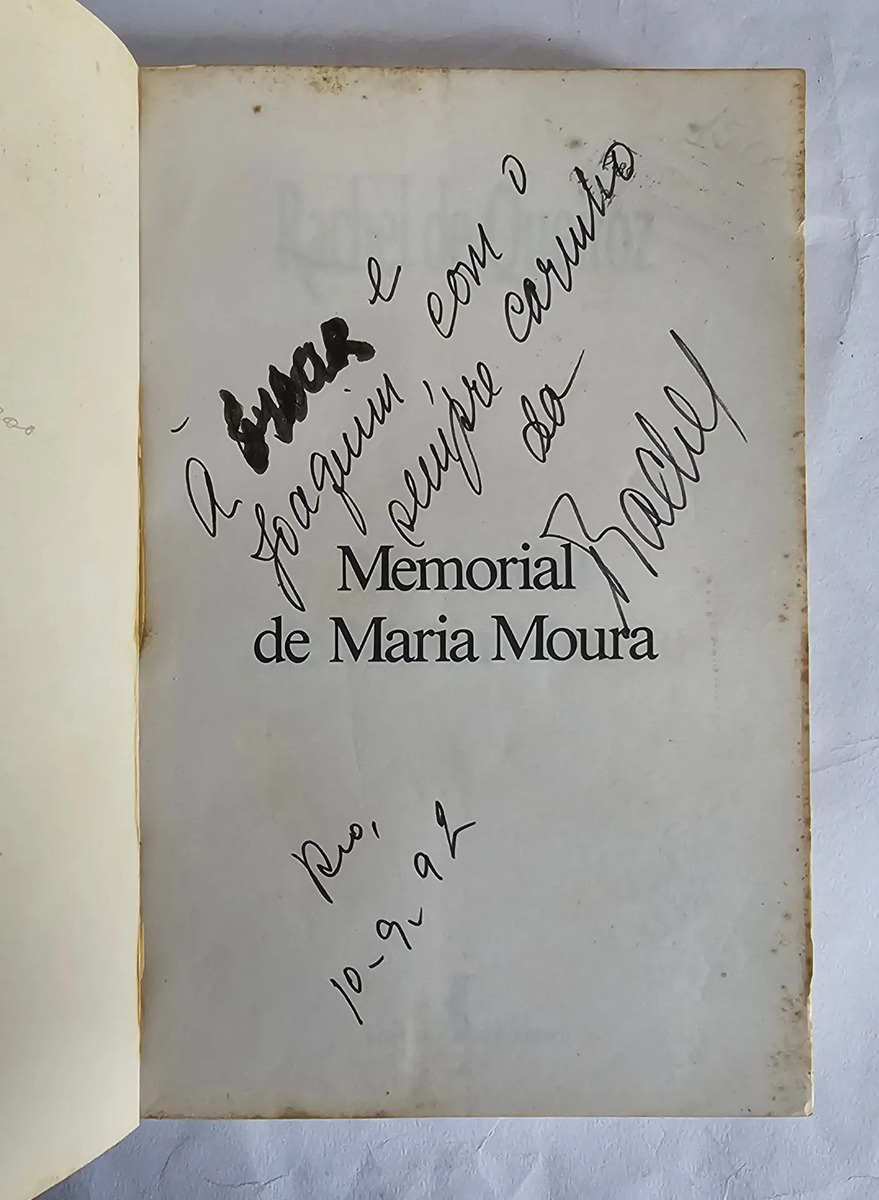 À e
Joaquim, com o
sempre carinho
da
Rachel
Memorial
de Maria Moura
Rio,
10-9-92